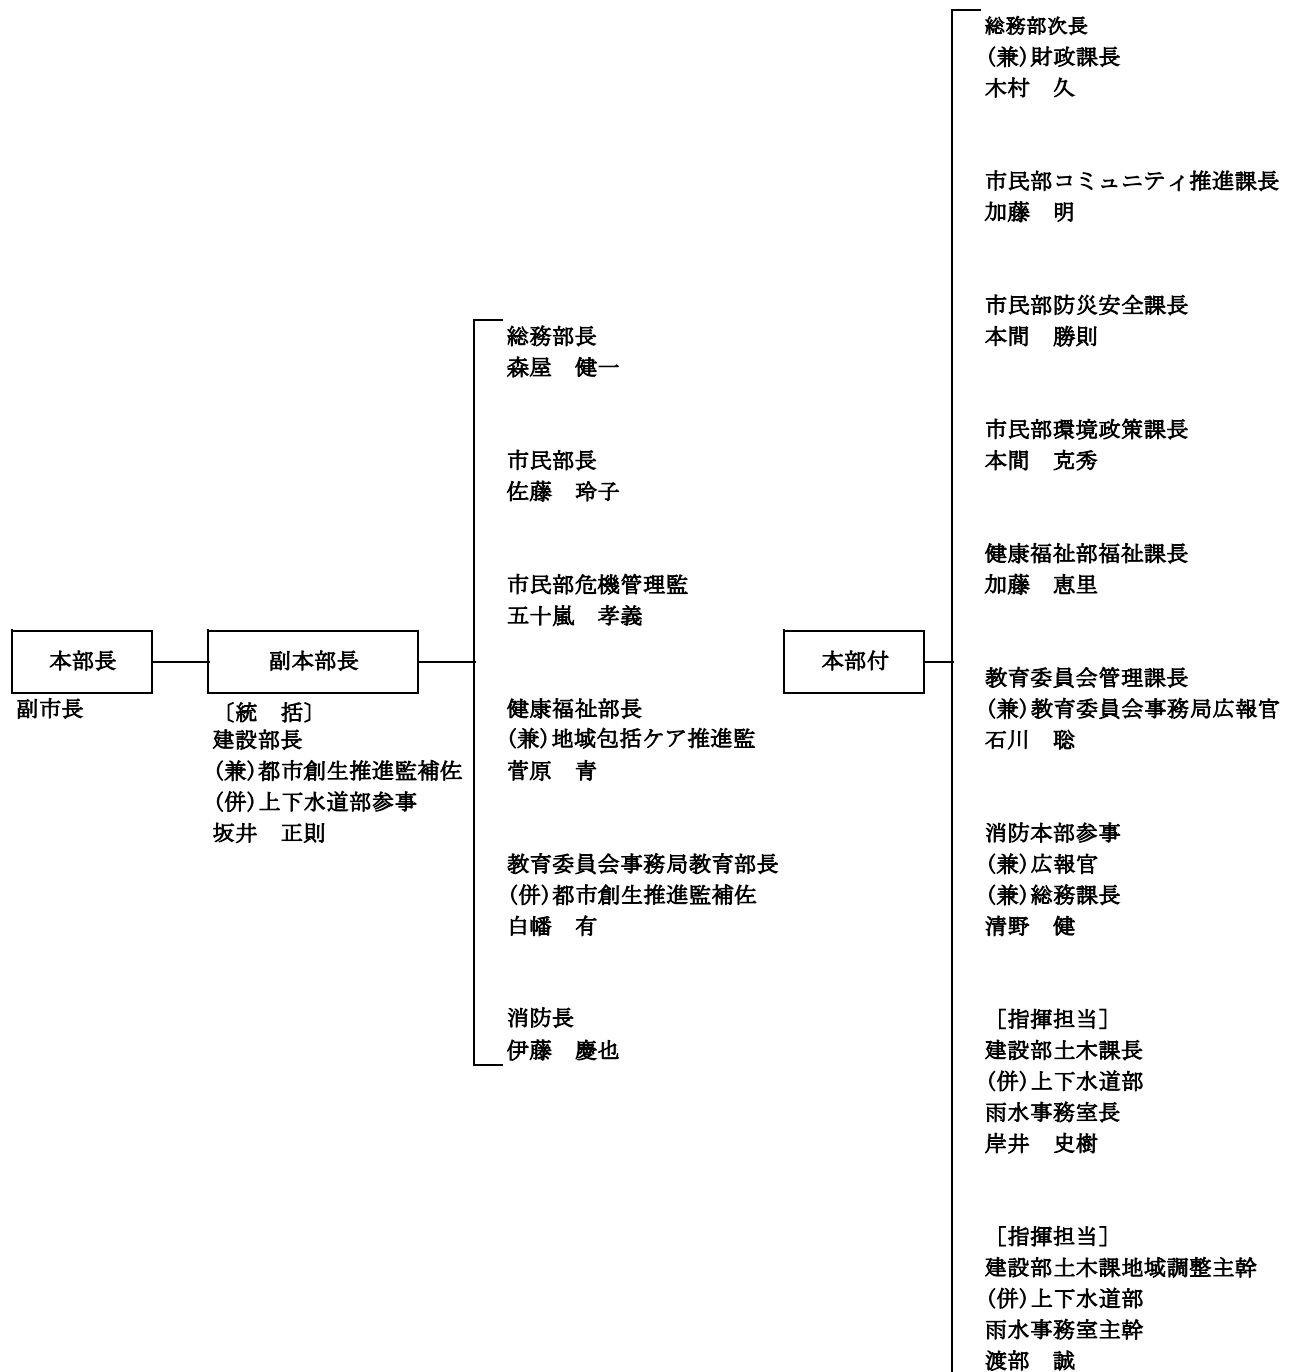 本部長
副市長
副本部長
〔統　括〕
建設部長
(兼)都市創生推進監補佐
(併)上下水道部参事
坂井　正則
総務部長
森屋　健一
市民部長
佐藤　玲子
市民部危機管理監
五十嵐　孝義
健康福祉部長
(兼)地域包括ケア推進監
菅原　青
教育委員会事務局教育部長
(併)都市創生推進監補佐
白幡　有
消防長
伊藤　慶也
本部付
総務部次長
(兼)財政課長
木村　久
市民部コミュニティ推進課長
加藤　明
市民部防災安全課長
本間　勝則
市民部環境政策課長
本間　克秀
健康福祉部福祉課長
加藤　恵里
教育委員会管理課長
(兼)教育委員会事務局広報官
石川　聡
消防本部参事
(兼)広報官
(兼)総務課長
清野　健
［指揮担当］
建設部土木課長
(併)上下水道部
雨水事務室長
岸井　史樹
［指揮担当］
建設部土木課地域調整主幹
(併)上下水道部
雨水事務室主幹
渡部　誠